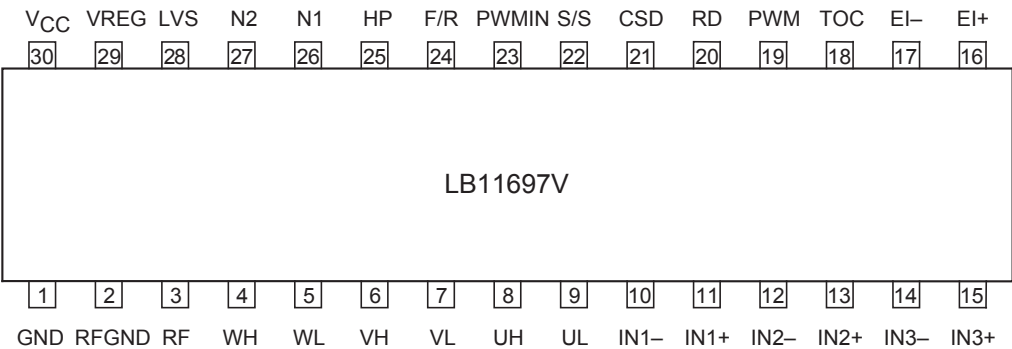 VCC VREG LVS N2 N1 HP F/R PWMIN S/S CSD RD PWM TOC EI– EI+
30 29 28 27 26 25 24 23 22 21 20 19 18 17 16
LB11697V
1 2 3 4 5 6 7 8 9 10 11 12 13 14 15
GND RFGND RF WH WL VH VL UH UL IN1– IN1+ IN2– IN2+ IN3– IN3+